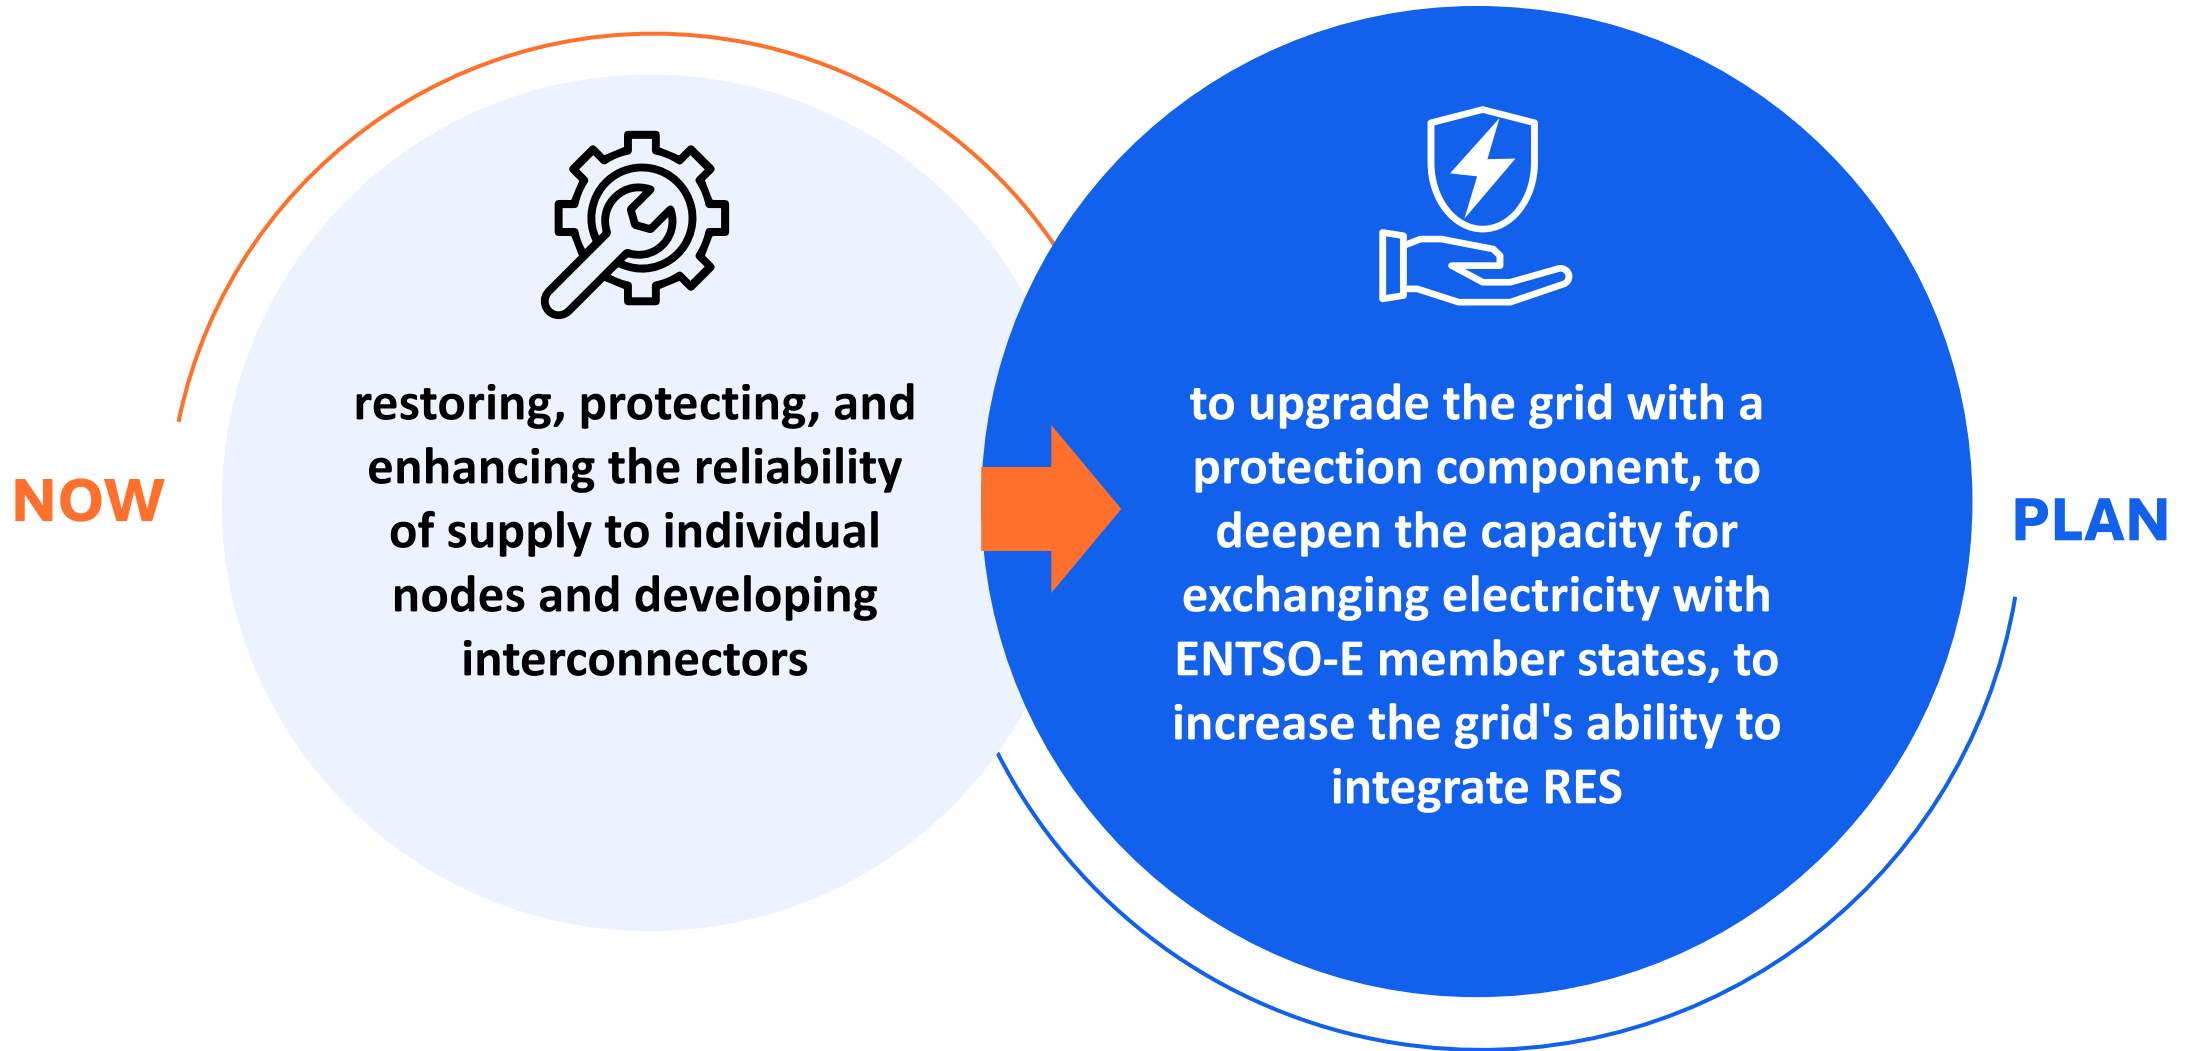 NOW
restoring, protecting, and
enhancing the reliability
of supply to individual
nodes and developing
interconnectors
to upgrade the grid with a
protection component, to
deepen the capacity for
exchanging electricity with
ENTSO-E member states, to
increase the grid's ability to
integrate RES
PLAN